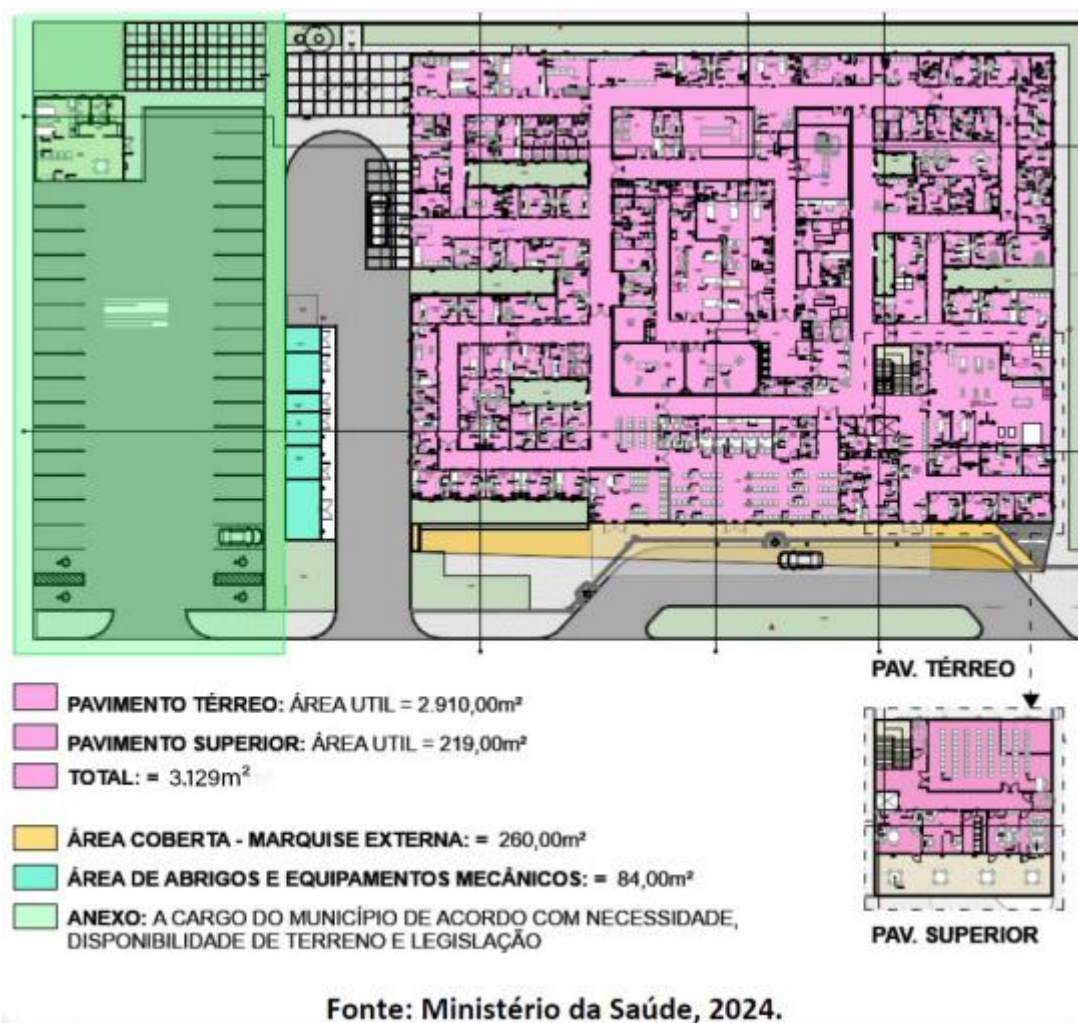 PAV. TÉRREO
PAVIMENTO TÉRREO: ÁREA UTIL = 2.910,00m²
PAVIMENTO SUPERIOR: ÁREA UTIL = 219,00m²
TOTAL: = 3.129m²
ÁREA COBERTA - MARQUISE EXTERNA: = 260,00m²
ÁREA DE ABRIGOS E EQUIPAMENTOS MECÂNICOS: = 84,00m²
ANEXO: A CARGO DO MUNICÍPIO DE ACORDO COM NECESSIDADE,
DISPONIBILIDADE DE TERRENO E LEGISLAÇÃO
PAV. SUPERIOR
Fonte: Ministério da Saúde, 2024.